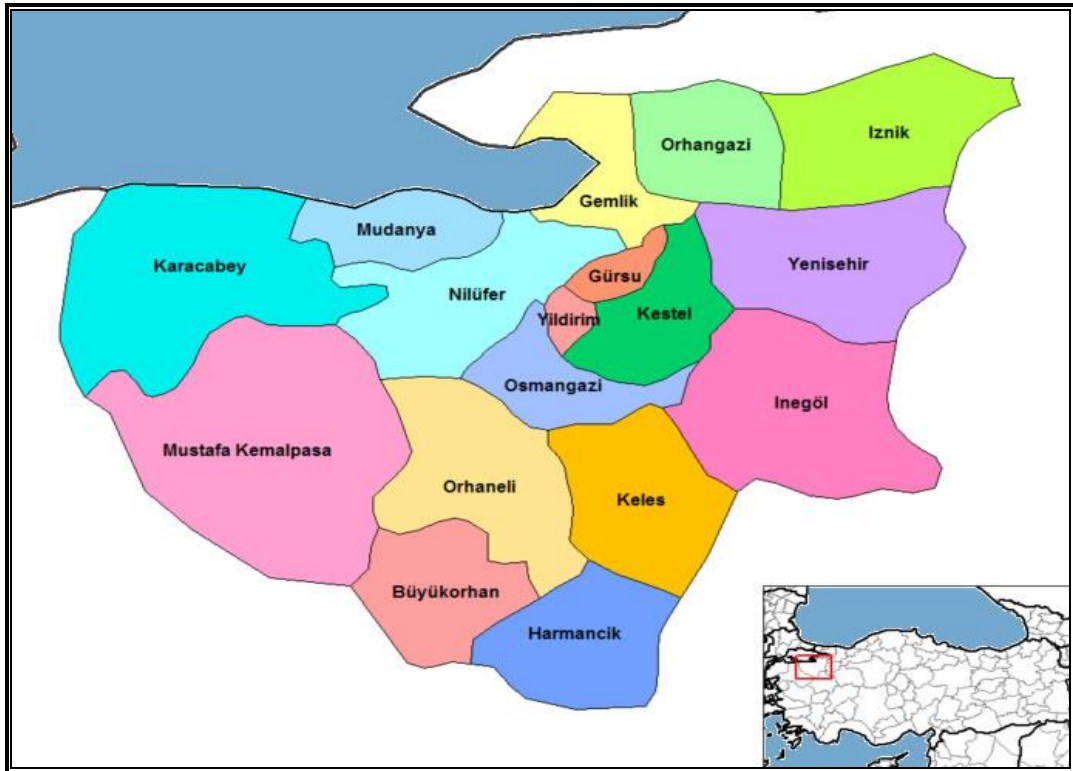 Iznik
Orhangazi
Gemlik
Mudanya
Karacabey
Yenisehir
Gürsu
Nilüfer
Kestel
Yildirim
Osmangazi
Inegöl
Mustafa Kemalpasa
Orhaneli
Keles
Büyükorhan
Harmancik